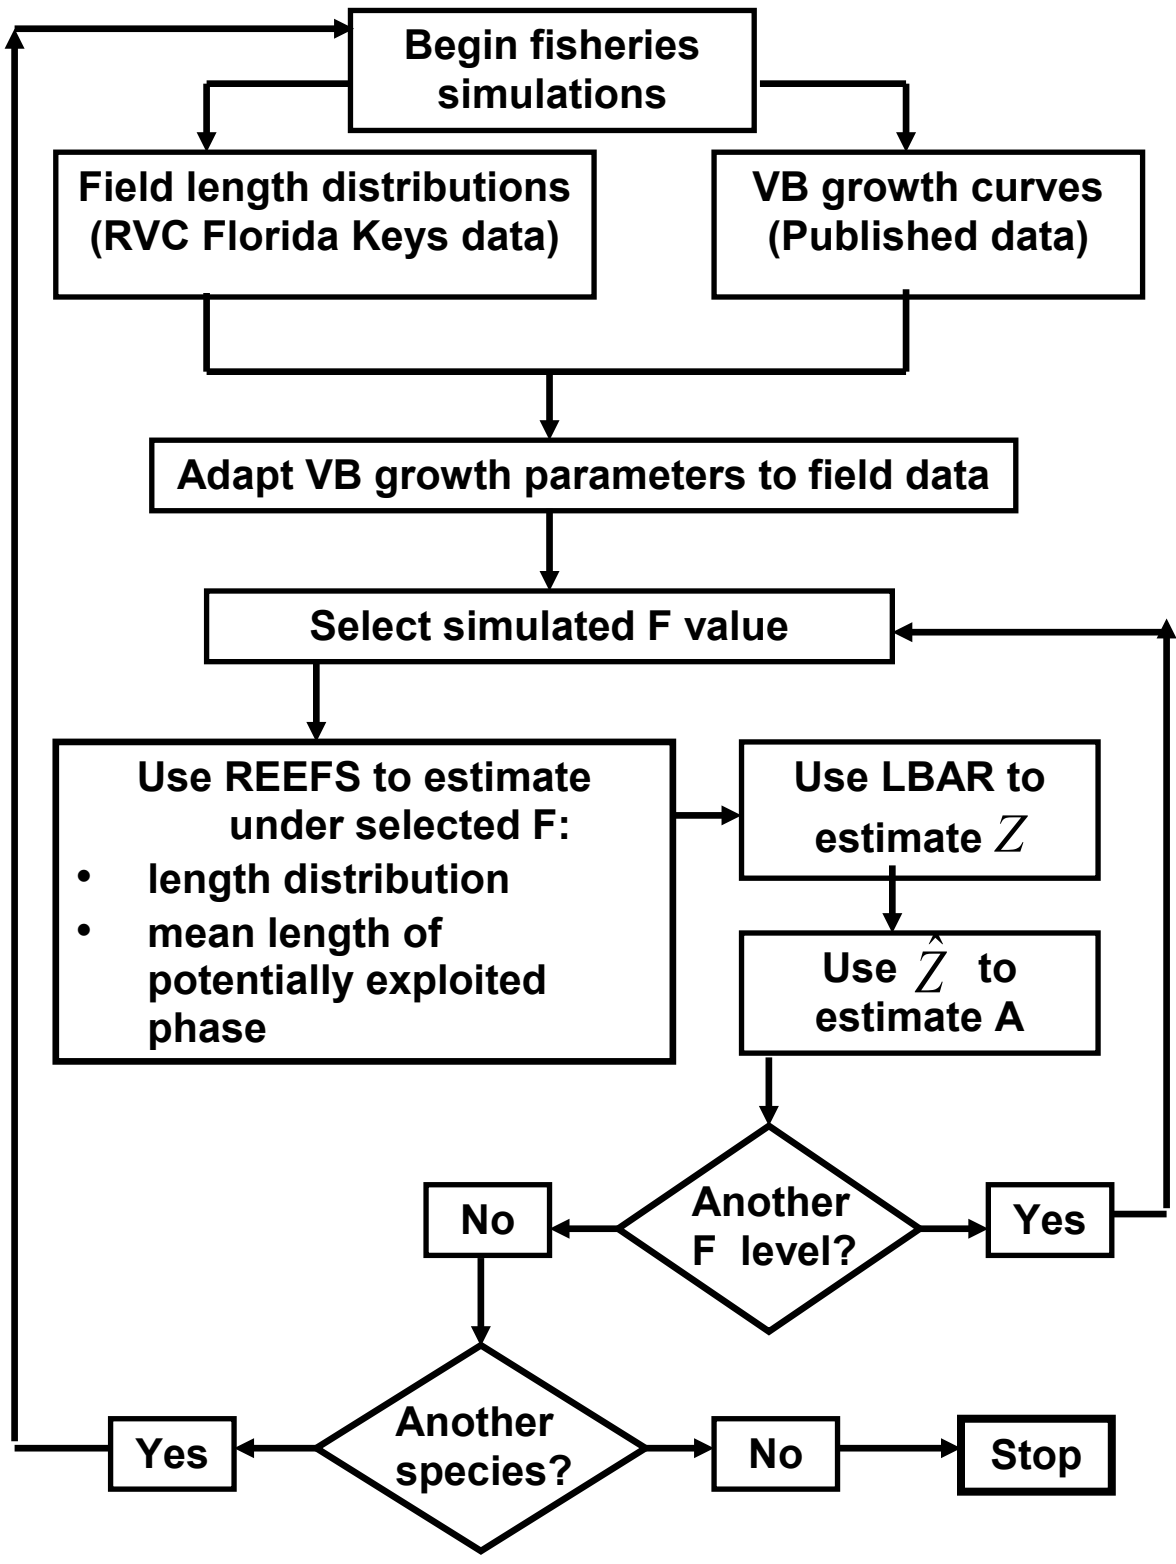 Begin fisheries
simulations
Field length distributions
(RVC Florida Keys data)
VB growth curves
(Published data)
Adapt VB growth parameters to field data
Select simulated F value
Use REEFS to estimate
under selected F:
• length distribution
• mean length of
potentially exploited
phase
Use LBAR to
estimate Z
Use Ẑ to
estimate A
Another
F level?
No
Yes
Another
species?
Yes
No
Stop